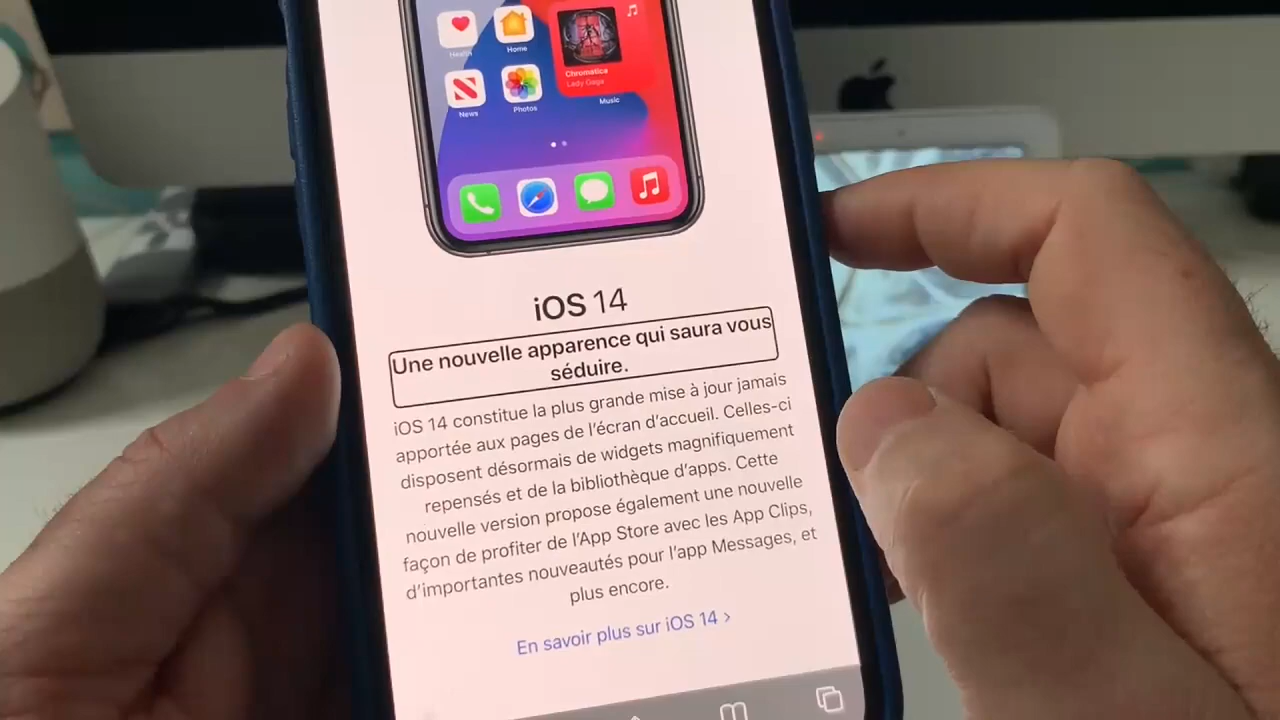 Health
Home
Chromatica
Lady Gaga
News
Photos
Music
iOS 14
Une nouvelle apparence qui saura vous
séduire.
iOS 14 constitue la plus grande mise à jour jamais
apportée aux pages de l'écran d'accueil. Celles-ci
disposent désormais de widgets magnifiquement
repensés et de la bibliothèque d'apps. Cette
nouvelle version propose également une nouvelle
façon de profiter de l'App Store avec les App Clips,
d'importantes nouveautés pour l'app Messages, et
plus encore.
En savoir plus sur iOS 14 >